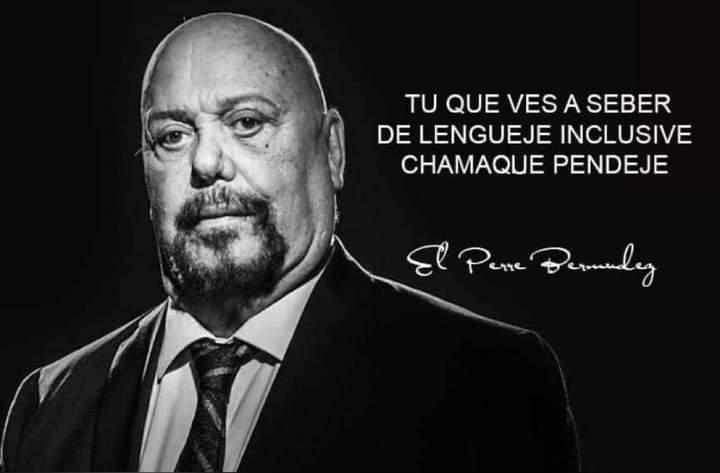 TU QUE VES A SEBER
DE LENGUEJE INCLUSIVE
CHAMAQUE PENDEJE
El Perre Bermudez